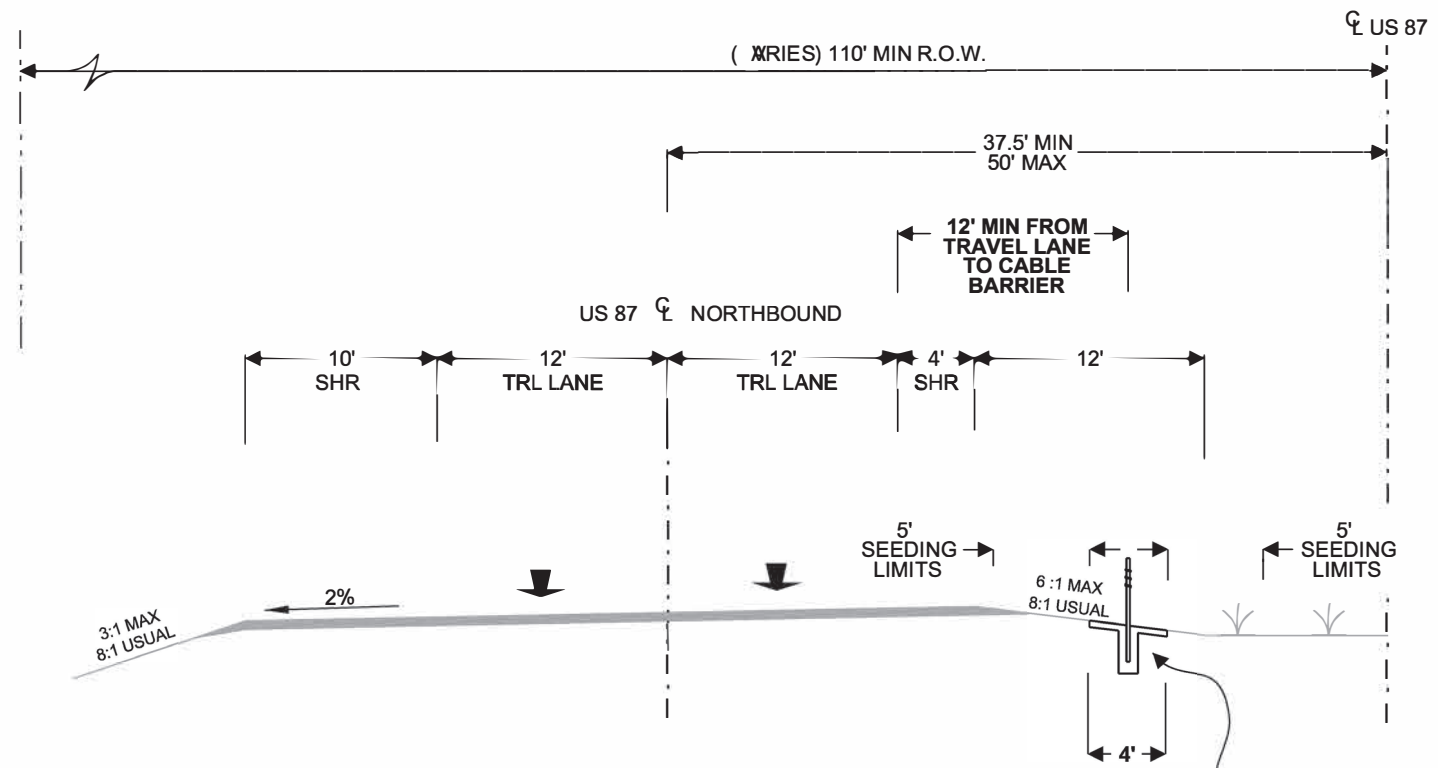 ℄ US 87
( VARIES) 110' MIN R.O.W.
37.5' MIN
50' MAX
12' MIN FROM
TRAVEL LANE
TO CABLE
BARRIER
US 87 ℄ NORTHBOUND
10'
SHR
12'
TRL LANE
12'
TRL LANE
4'
SHR
12'
5'
SEEDING
LIMITS
5'
SEEDING
LIMITS
6 :1 MAX
8:1 USUAL
2%
3:1 MAX
8:1 USUAL
4'